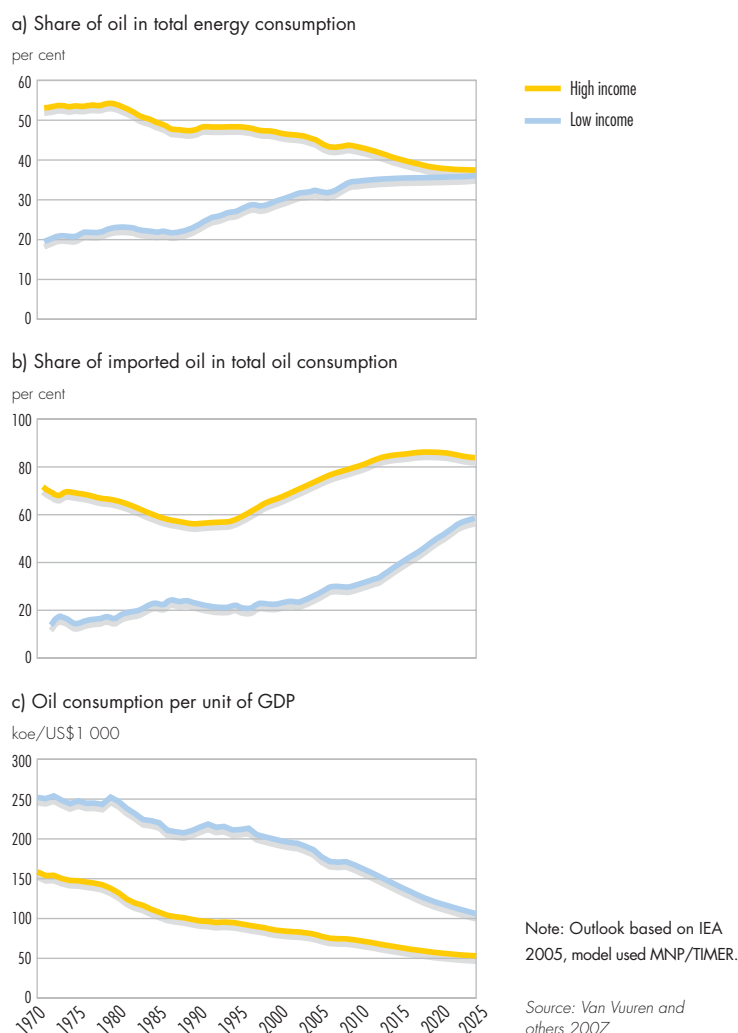 a) Share of oil in total energy consumption
per cent
60
50
40
30
20
10
0
High income
Low income
b) Share of imported oil in total oil consumption
per cent
100
80
60
40
20
0
c) Oil consumption per unit of GDP
koe/US$1 000
300
250
200
150
100
50
0
1970 1975 1980 1985 1990 1995 2000 2005 2010 2015 2020 2025
Note: Outlook based on IEA
2005, model used MNP/TIMER.
Source: Van Vuuren and
others 2007